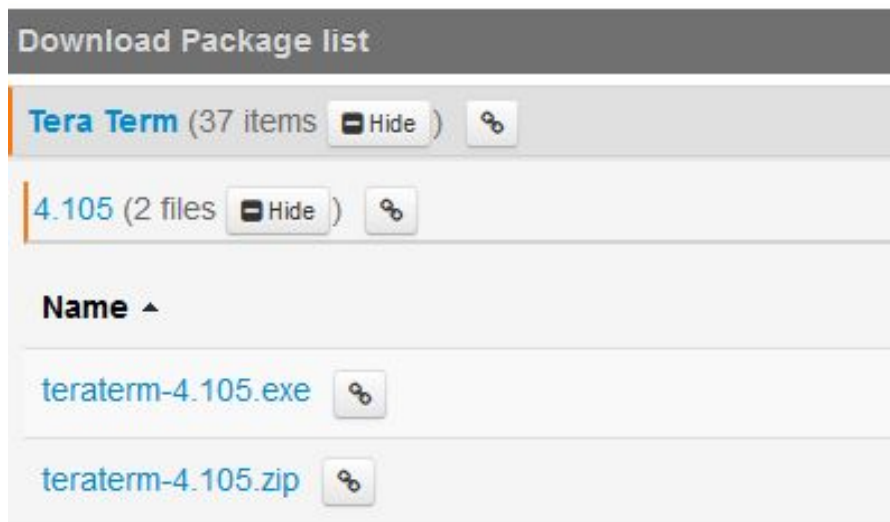 Download Package list
Tera Term (37 items Hide )
4.105 (2 files Hide )
Name
teraterm-4.105.exe
teraterm-4.105.zip